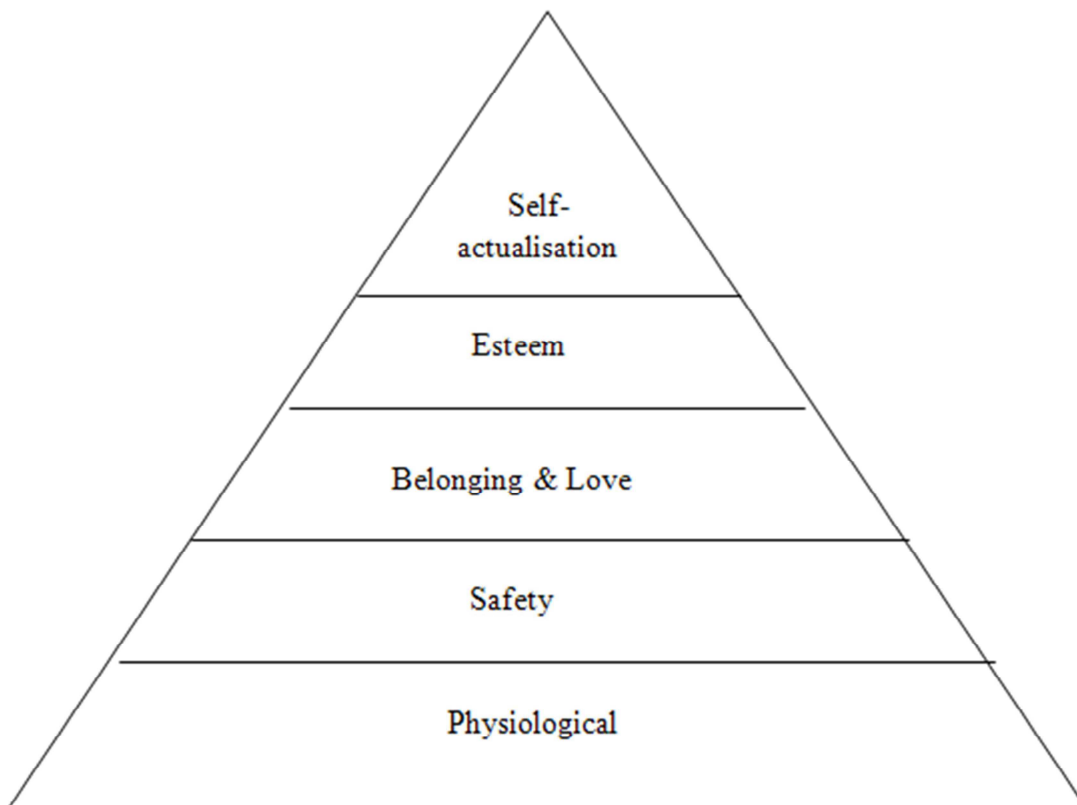 Self-
actualisation
Esteem
Belonging & Love
Safety
Physiological